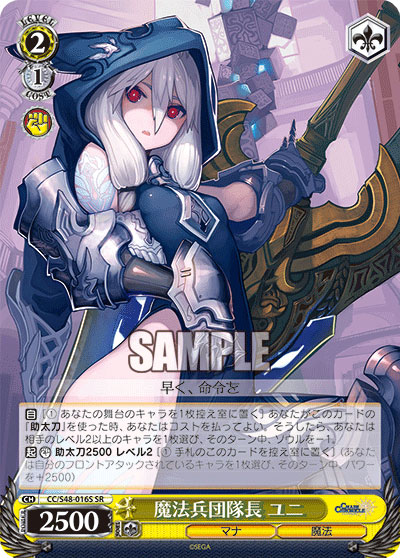 LEVEL
2
1
COST
SAMPLE
早く、命令を
【自】［① あなたの舞台のキャラを1枚控え室に置く］ あなたがこのカードの
『助太刀』を使った時、あなたはコストを払ってよい。そうしたら、あなたは
相手のレベル2以上のキャラを1枚選び、そのターン中、ソウルを－1。
【起】 助太刀2500 レベル2 ［① 手札のこのカードを控え室に置く］（あなた
は自分のフロントアタックされているキャラを1枚選び、そのターン中、パワー
を＋2500）
CH
CC/S48-016S SR
魔法兵団隊長 ユニ
CHAIN CHRONICLE
POWER
2500
マナ
魔法
©SEGA